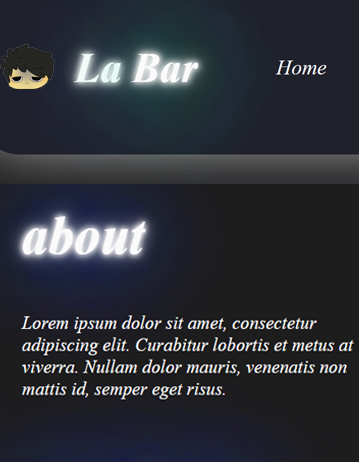 La Bar
Home
about
Lorem ipsum dolor sit amet, consectetur
adipiscing elit. Curabitur lobortis et metus at
viverra. Nullam dolor mauris, venenatis non
mattis id, semper eget risus.